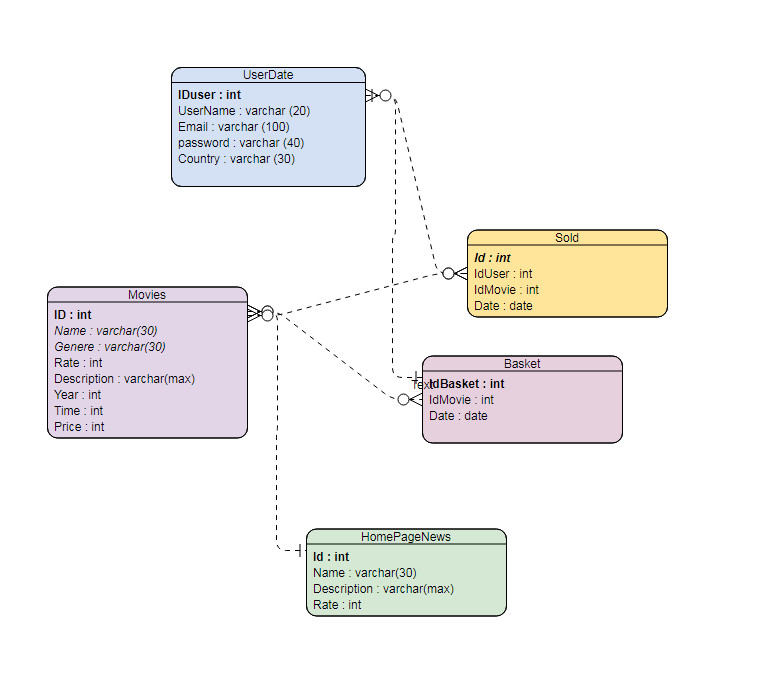 UserDate
IDuser : int
UserName : varchar (20)
Email : varchar (100)
password : varchar (40)
Country : varchar (30)
Sold
Id : int
IdUser : int
IdMovie : int
Date : date
Movies
ID : int
Name : varchar(30)
Genere : varchar(30)
Rate : int
Description : varchar(max)
Year : int
Time : int
Price : int
Basket
Text
IdBasket : int
IdMovie : int
Date : date
HomePageNews
Id : int
Name : varchar(30)
Description : varchar(max)
Rate : int